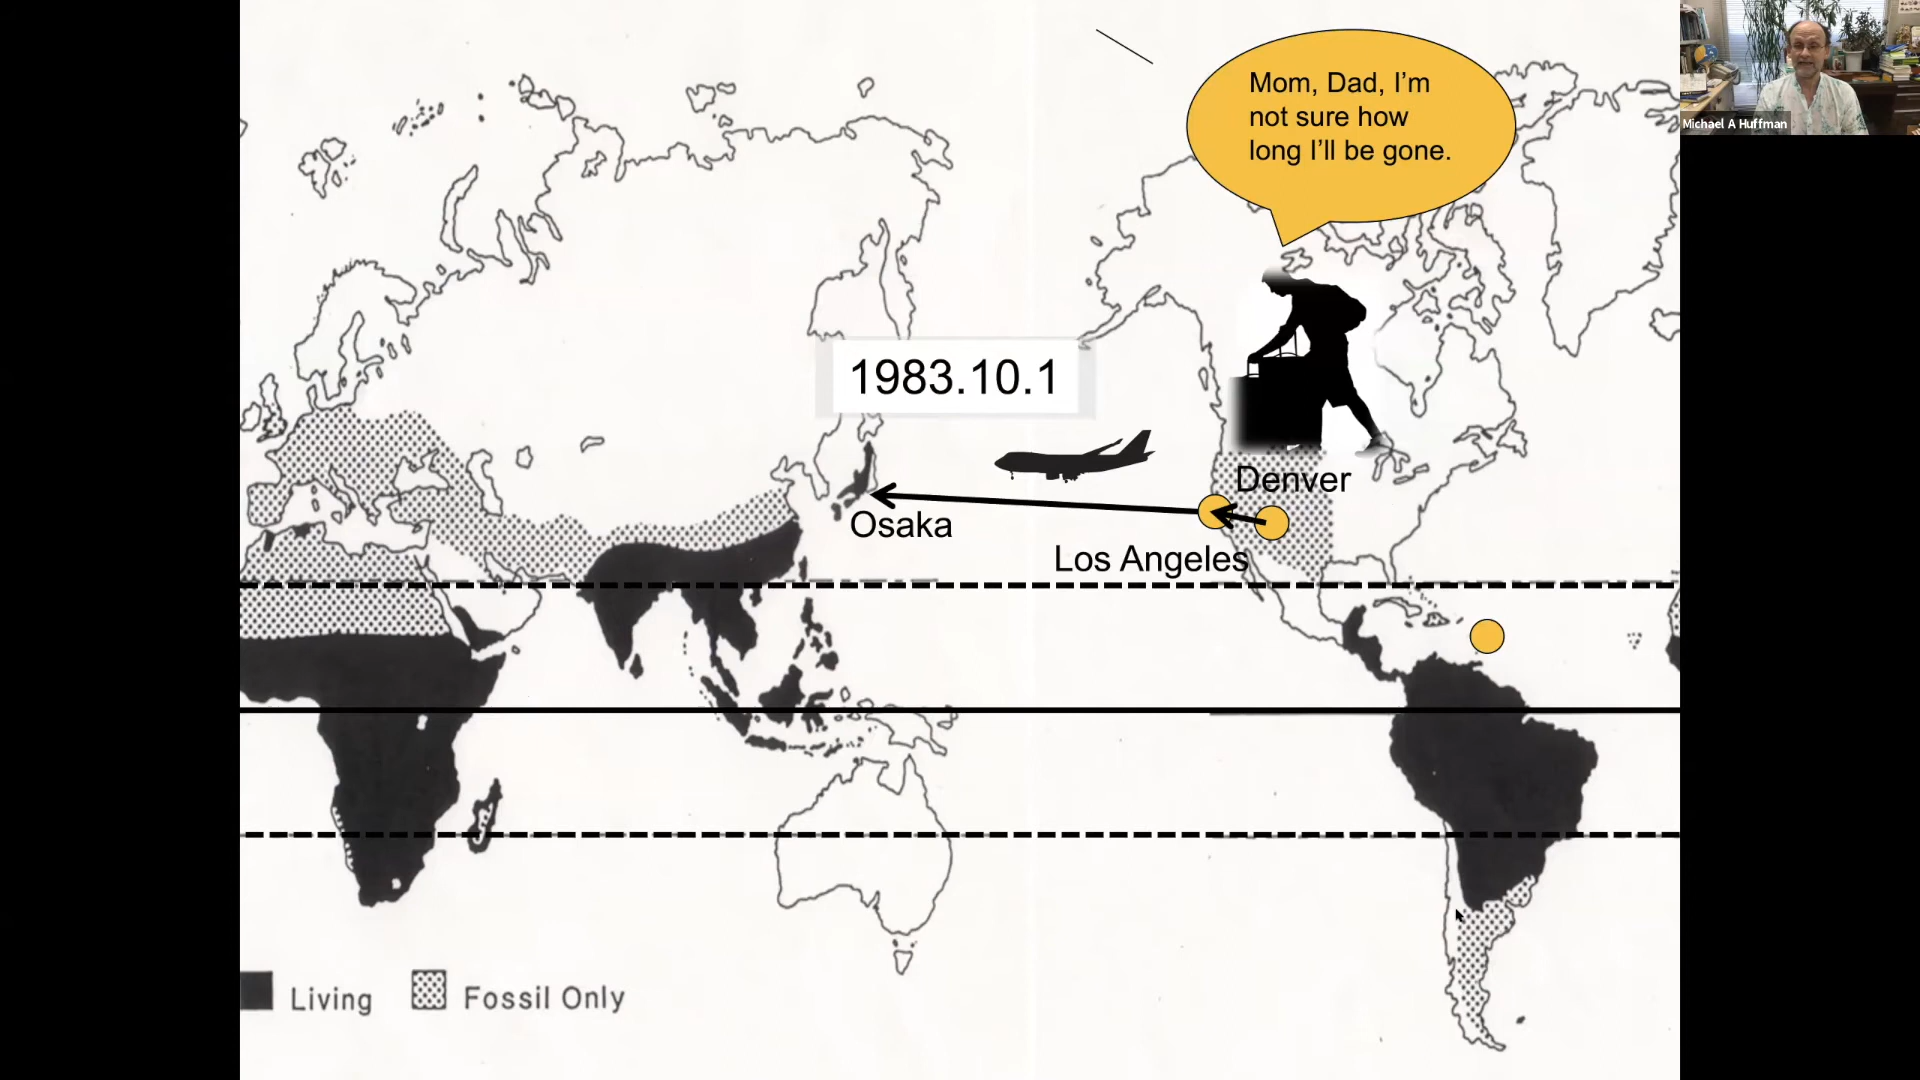 Mom, Dad, I'm
not sure how
long I'll be gone.
Michael A Huffman
1983.10.1
Denver
Osaka
Los Angeles
Living
Fossil Only